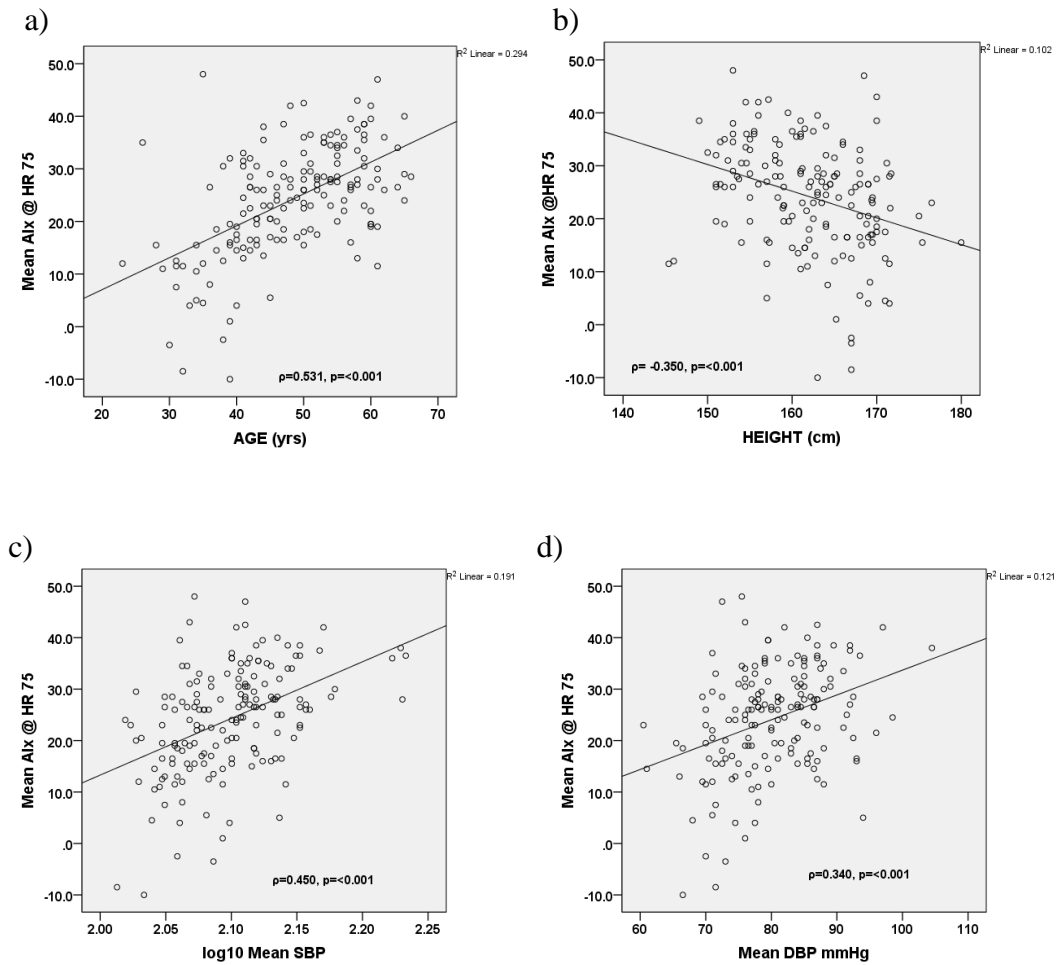 a)
R² Linear = 0.294
50.0
40.0
30.0
20.0
10.0
.0
-10.0
Mean AIx @ HR 75
ρ=0.531, p=<0.001
20 30 40 50 60 70
AGE (yrs)
b)
R² Linear = 0.102
50.0
40.0
30.0
20.0
10.0
.0
-10.0
Mean AIx @HR 75
ρ= -0.350, p=<0.001
140 150 160 170 180
HEIGHT (cm)
c)
R² Linear = 0.191
50.0
40.0
30.0
20.0
10.0
.0
-10.0
Mean AIx @ HR 75
ρ=0.450, p=<0.001
2.00 2.05 2.10 2.15 2.20 2.25
log10 Mean SBP
d)
R² Linear = 0.121
50.0
40.0
30.0
20.0
10.0
.0
-10.0
Mean AIx @ HR 75
ρ=0.340, p=<0.001
60 70 80 90 100 110
Mean DBP mmHg